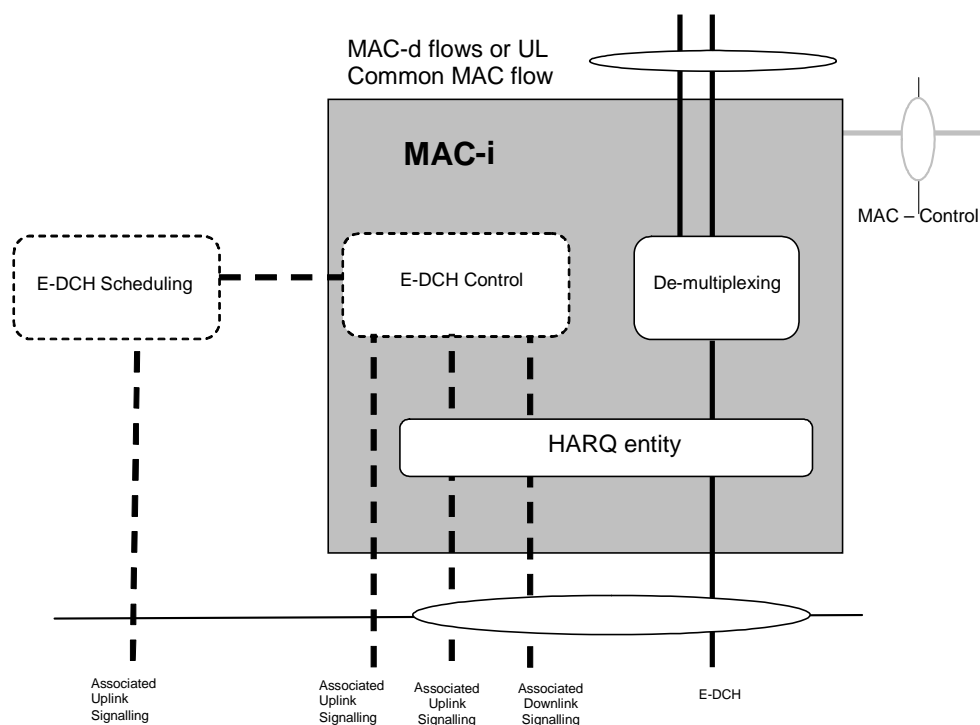 MAC-d flows or UL
Common MAC flow
MAC-i
MAC – Control
E-DCH Scheduling
E-DCH Control
De-multiplexing
HARQ entity
Associated
Uplink
Signalling
Associated
Uplink
Signalling
Associated
Uplink
Signalling
Associated
Downlink
Signalling
E-DCH